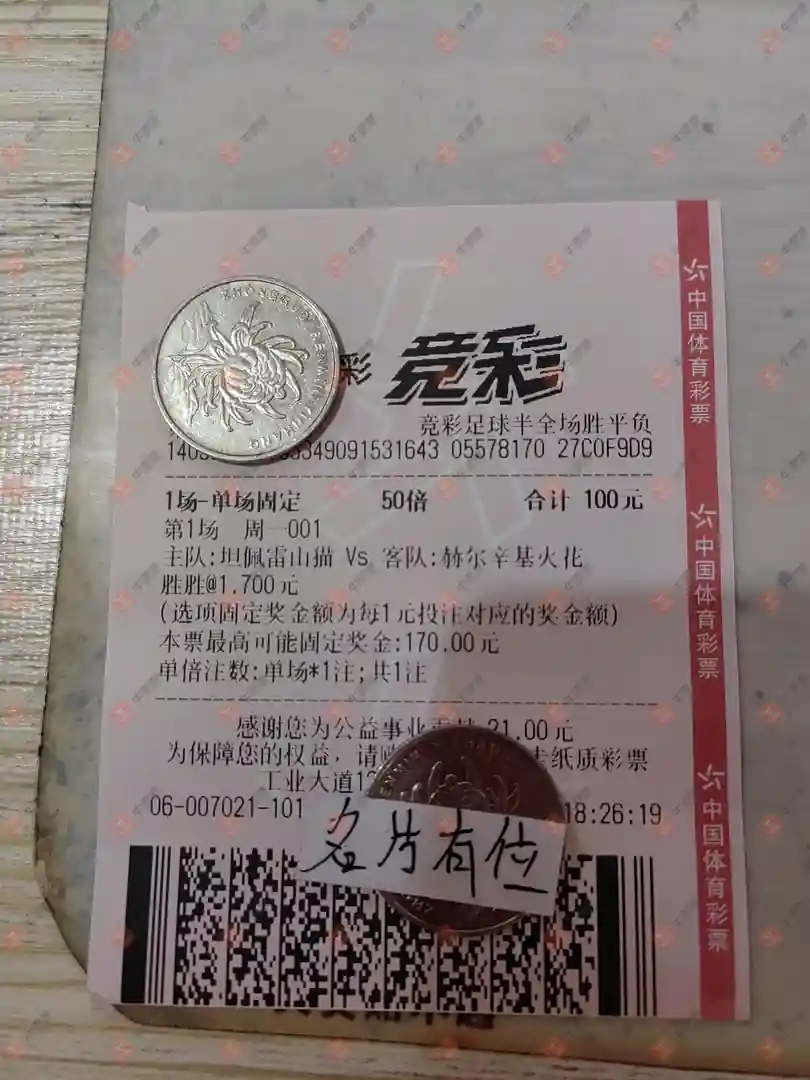 彩 竞彩
竞彩足球半全场胜平负
349091531643 05578170 27C0F9D9
1场-单场固定 50倍 合计 100元
第1场 周一001
主队:坦佩雷山猫 Vs 客队:赫尔辛基火花
胜胜@1.700元
(选项固定奖金额为每1元投注对应的奖金额)
本票最高可能固定奖金:170.00元
单倍注数:单场*1注;共1注
感谢您为公益事业贡献 21.00元
为保障您的权益，请 去纸质彩票
工业大道
06-007021-101 18:26:19
名片有位
中国体育彩票
中国体育彩票
中国体育彩票
ZHONGGUO RENMIN YINHANG